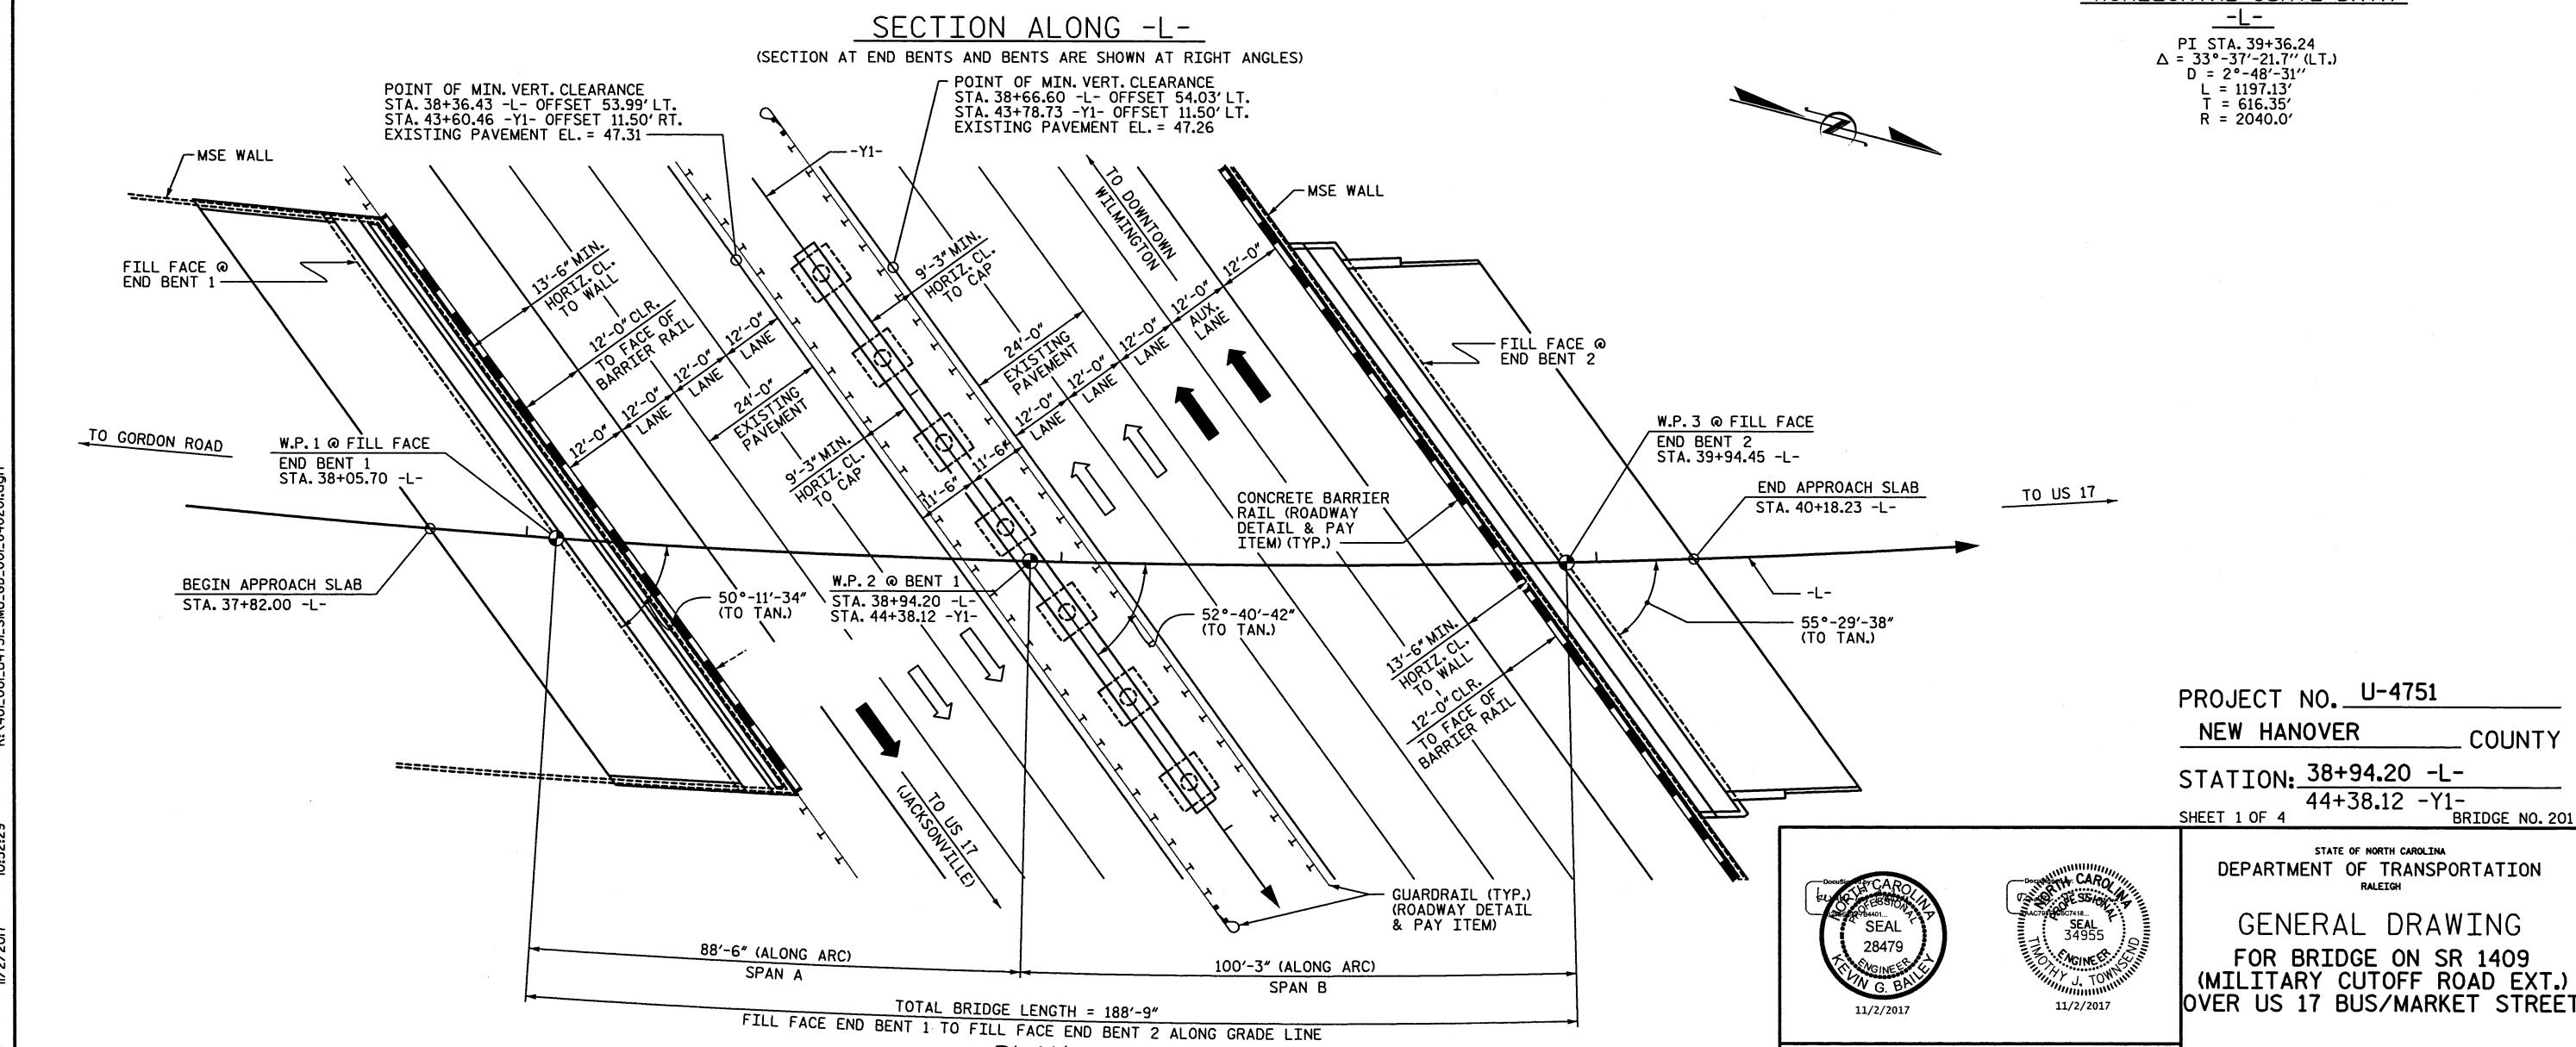 SECTION ALONG -L-
(SECTION AT END BENTS AND BENTS ARE SHOWN AT RIGHT ANGLES)
-L-
PI STA. 39+36.24
Δ = 33°-37'-21.7" (LT.)
D = 2°-48'-31"
L = 1197.13'
T = 616.35'
R = 2040.0'
POINT OF MIN. VERT. CLEARANCE
STA. 38+36.43 -L- OFFSET 53.99' LT.
STA. 43+60.46 -Y1- OFFSET 11.50' RT.
EXISTING PAVEMENT EL. = 47.31
POINT OF MIN. VERT. CLEARANCE
STA. 38+66.60 -L- OFFSET 54.03' LT.
STA. 43+78.73 -Y1- OFFSET 11.50' LT.
EXISTING PAVEMENT EL. = 47.26
MSE WALL
-Y1-
TO DOWNTOWN
WILMINGTON
MSE WALL
FILL FACE @
END BENT 1
13'-6" MIN.
HORIZ. CL.
TO WALL
12'-0" CLR.
TO FACE OF
BARRIER RAIL
12'-0"
12'-0"
LANE
12'-0"
LANE
24'-0"
EXISTING
PAVEMENT
9'-3" MIN.
HORIZ. CL.
TO CAP
9'-3" MIN.
HORIZ. CL.
TO CAP
11'-6"
11'-6"
24'-0"
EXISTING
PAVEMENT
12'-0"
LANE
12'-0"
LANE
12'-0"
12'-0"
AUX.
LANE
12'-0"
FILL FACE @
END BENT 2
TO GORDON ROAD
W.P. 1 @ FILL FACE
END BENT 1
STA. 38+05.70 -L-
W.P. 3 @ FILL FACE
END BENT 2
STA. 39+94.45 -L-
CONCRETE BARRIER
RAIL (ROADWAY
DETAIL & PAY
ITEM) (TYP.)
END APPROACH SLAB
STA. 40+18.23 -L-
TO US 17
BEGIN APPROACH SLAB
STA. 37+82.00 -L-
50°-11'-34"
(TO TAN.)
W.P. 2 @ BENT 1
STA. 38+94.20 -L-
STA. 44+38.12 -Y1-
52°-40'-42"
(TO TAN.)
-L-
55°-29'-38"
(TO TAN.)
13'-6" MIN.
HORIZ. CL.
TO WALL
12'-0" CLR.
TO FACE OF
BARRIER RAIL
TO US 17
(JACKSONVILLE)
GUARDRAIL (TYP.)
(ROADWAY DETAIL
& PAY ITEM)
88'-6" (ALONG ARC)
SPAN A
100'-3" (ALONG ARC)
SPAN B
TOTAL BRIDGE LENGTH = 188'-9"
FILL FACE END BENT 1 TO FILL FACE END BENT 2 ALONG GRADE LINE
PROJECT NO. U-4751
NEW HANOVER COUNTY
STATION: 38+94.20 -L-
44+38.12 -Y1-
SHEET 1 OF 4 BRIDGE NO. 201
STATE OF NORTH CAROLINA
DEPARTMENT OF TRANSPORTATION
RALEIGH
GENERAL DRAWING
FOR BRIDGE ON SR 1409
(MILITARY CUTOFF ROAD EXT.)
OVER US 17 BUS/MARKET STREET
NORTH CAROLINA
PROFESSIONAL
SEAL
28479
ENGINEER
KEVIN G. BAILEY
11/2/2017
NORTH CAROLINA
PROFESSIONAL
SEAL
34955
ENGINEER
TIMOTHY J. TOWNSEND
11/2/2017